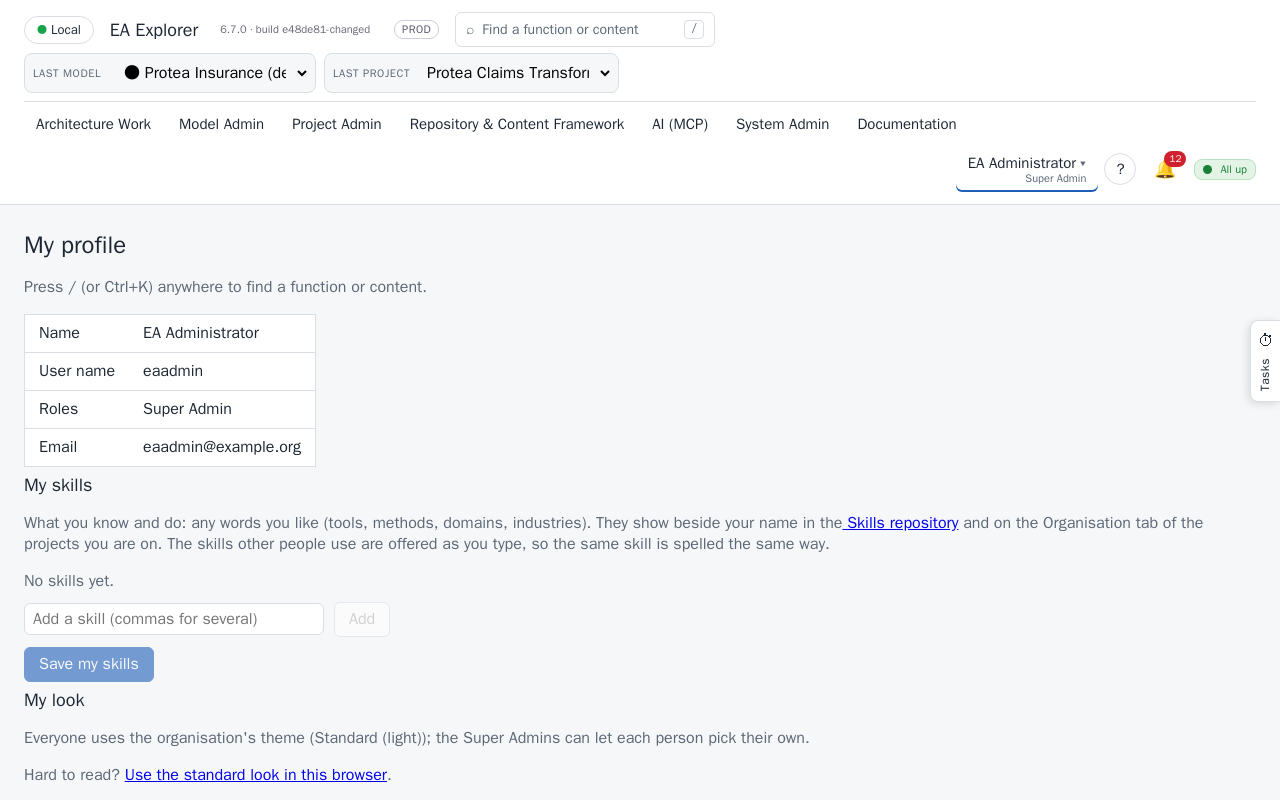 Local
EA Explorer
6.7.0 · build e48de81-changed
PROD
Find a function or content
/
LAST MODEL
Protea Insurance (de
LAST PROJECT
Protea Claims Transfor
Architecture Work
Model Admin
Project Admin
Repository & Content Framework
AI (MCP)
System Admin
Documentation
EA Administrator ▾
Super Admin
?
12
All up
My profile
Press / (or Ctrl+K) anywhere to find a function or content.
Name EA Administrator
User name eaadmin
Roles Super Admin
Email eaadmin@example.org
Tasks
My skills
What you know and do: any words you like (tools, methods, domains, industries). They show beside your name in the Skills repository and on the Organisation tab of the
projects you are on. The skills other people use are offered as you type, so the same skill is spelled the same way.
No skills yet.
Add a skill (commas for several)
Add
Save my skills
My look
Everyone uses the organisation's theme (Standard (light)); the Super Admins can let each person pick their own.
Hard to read? Use the standard look in this browser.